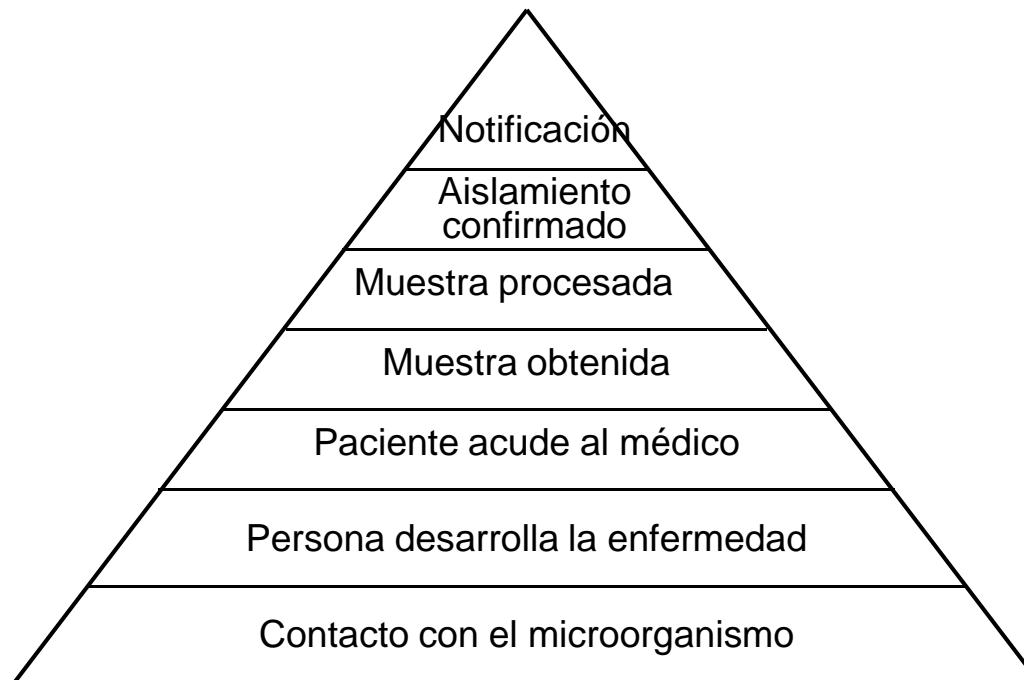 Notificación
Aislamiento
confirmado
Muestra procesada
Muestra obtenida
Paciente acude al médico
Persona desarrolla la enfermedad
Contacto con el microorganismo